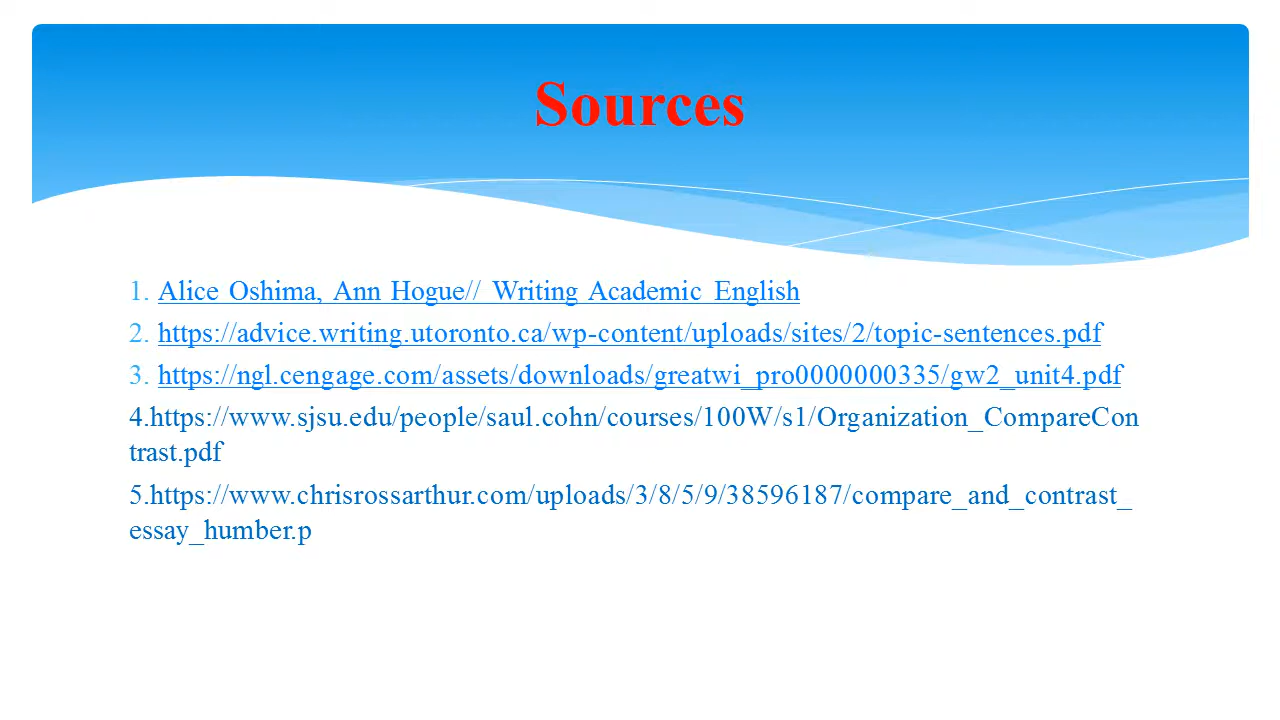 Sources
1. Alice Oshima, Ann Hogue// Writing Academic English
2. https://advice.writing.utoronto.ca/wp-content/uploads/sites/2/topic-sentences.pdf
3. https://ngl.cengage.com/assets/downloads/greatwi_pro0000000335/gw2_unit4.pdf
4.https://www.sjsu.edu/people/saul.cohn/courses/100W/s1/Organization_CompareCon
trast.pdf
5.https://www.chrisrossarthur.com/uploads/3/8/5/9/38596187/compare_and_contrast_
essay_humber.p